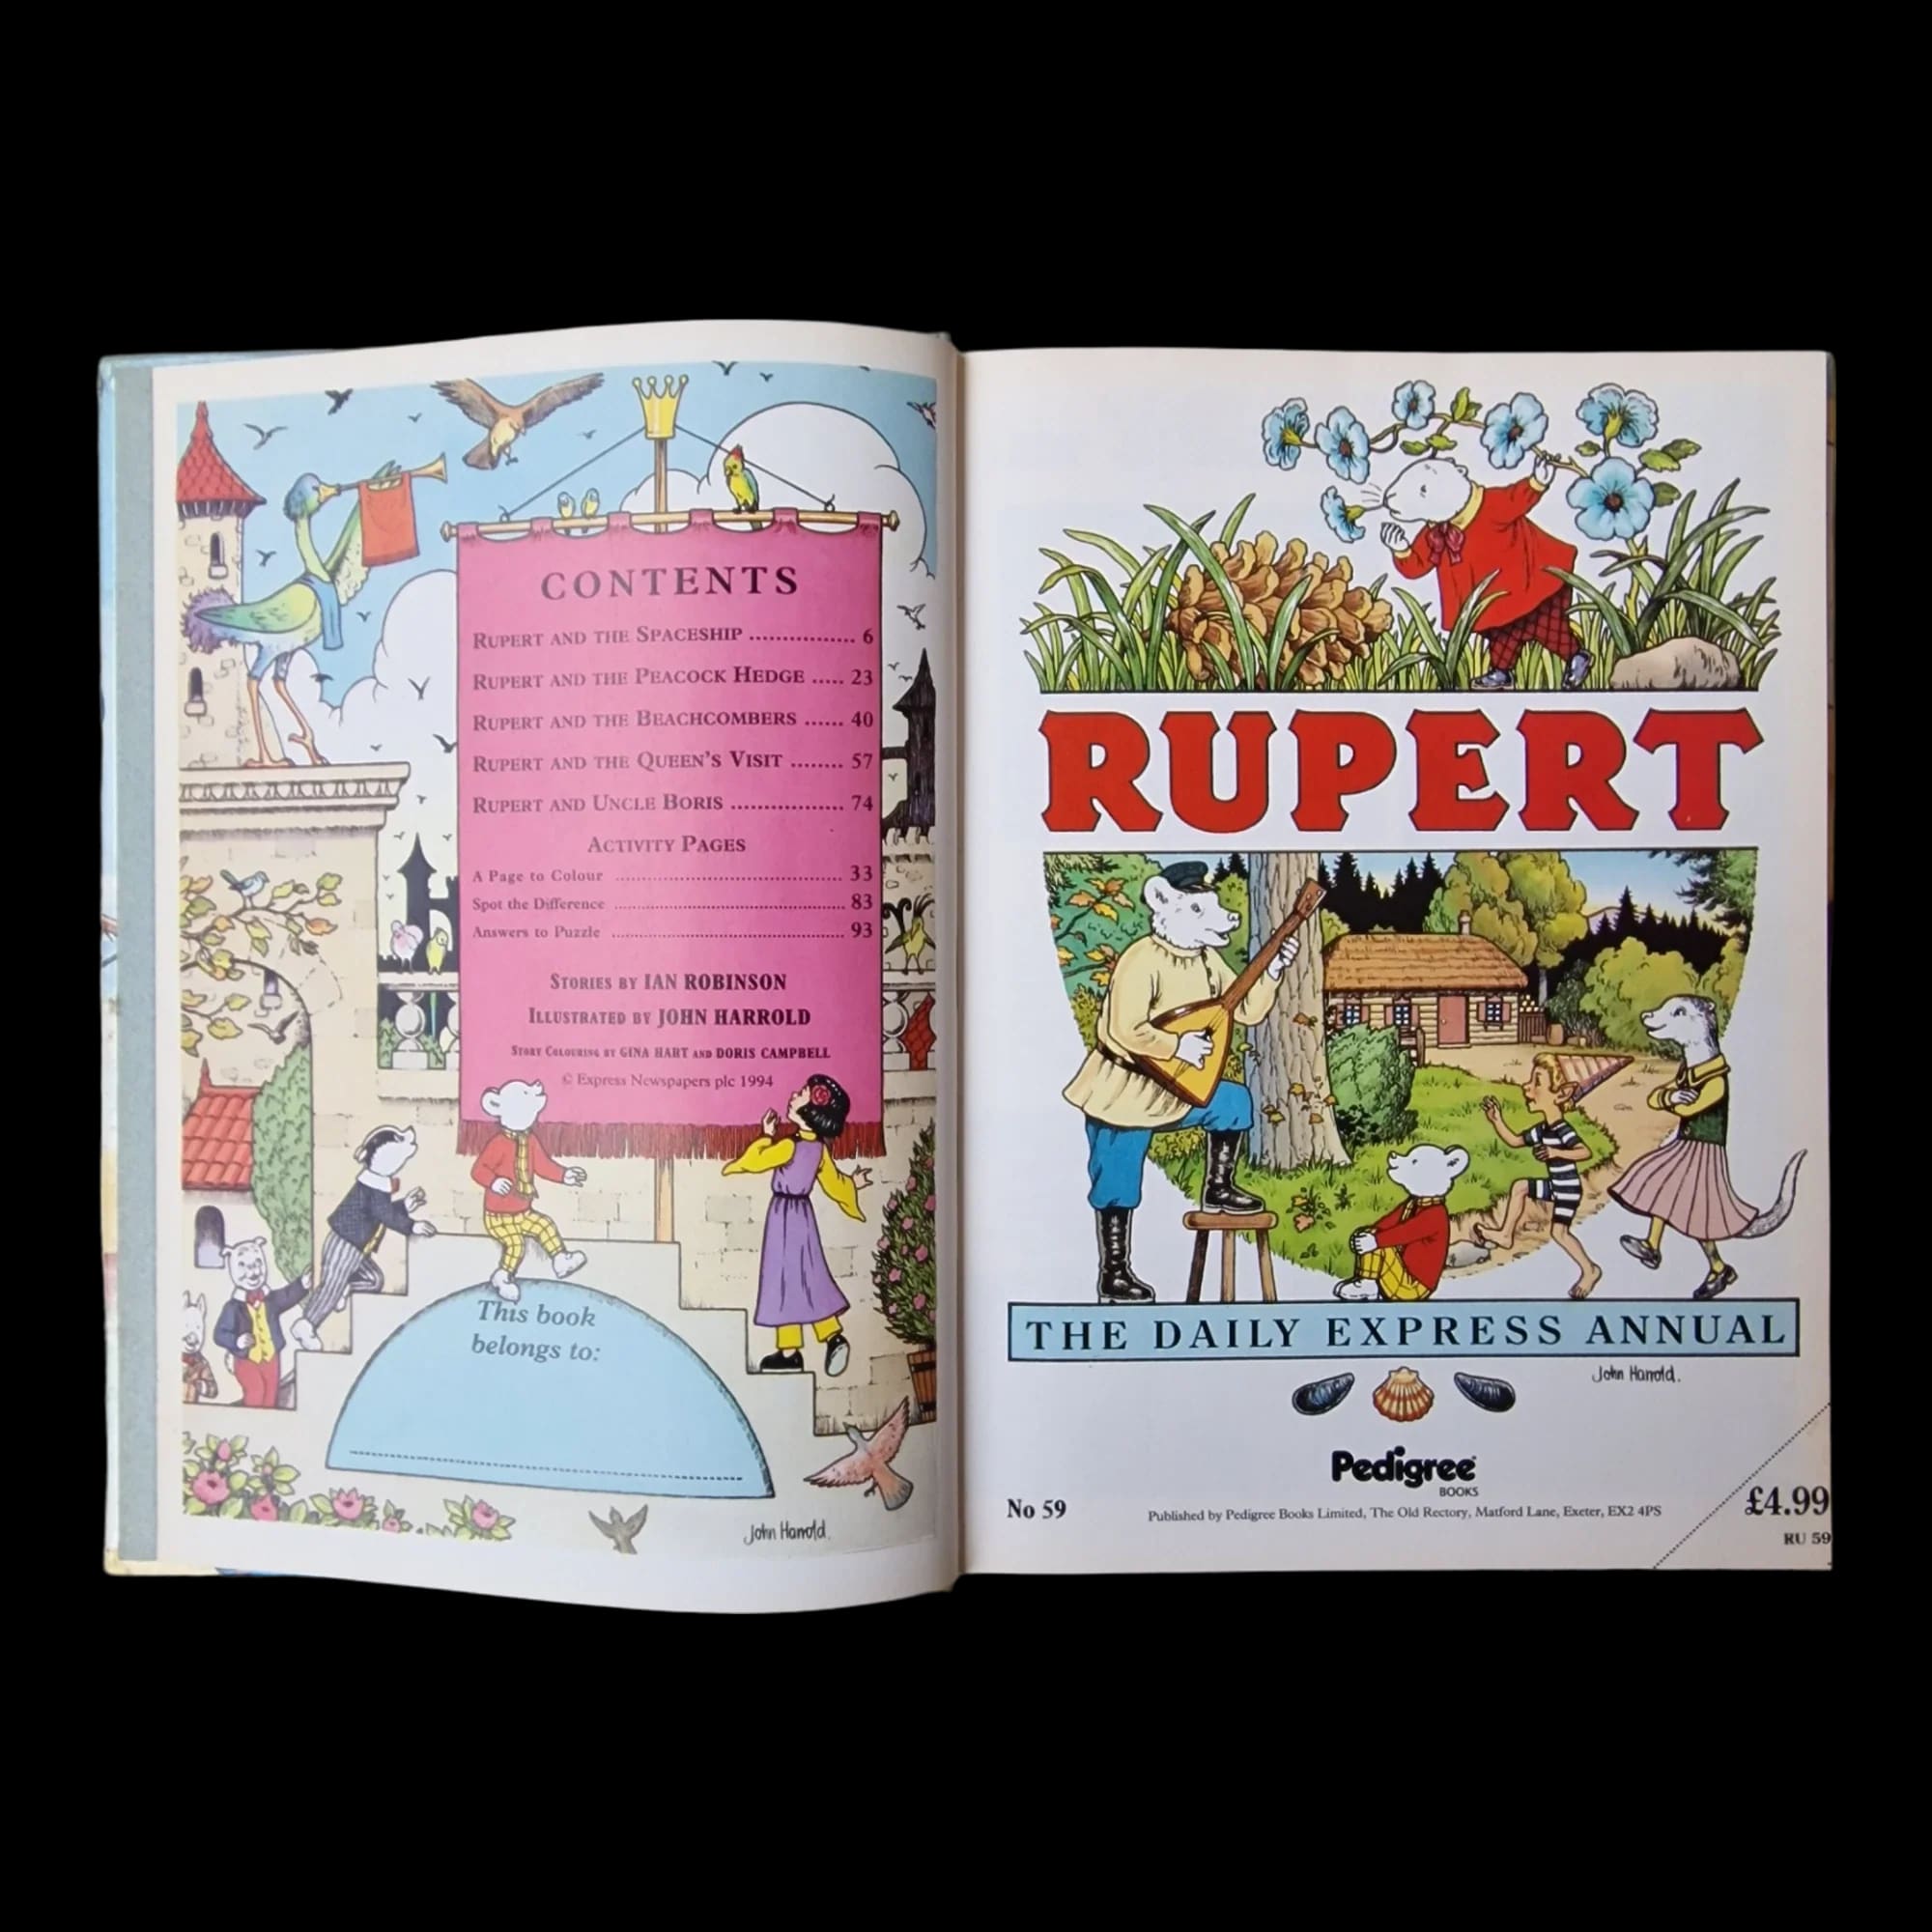 CONTENTS
RUPERT AND THE SPACESHIP ................ 6
RUPERT AND THE PEACOCK HEDGE ..... 23
RUPERT AND THE BEACHCOMBERS ...... 40
RUPERT AND THE QUEEN'S VISIT ........ 57
RUPERT AND UNCLE BORIS ................. 74
ACTIVITY PAGES
A Page to Colour ........................................ 33
Spot the Difference ........................................ 83
Answers to Puzzle ........................................ 93
STORIES BY IAN ROBINSON
ILLUSTRATED BY JOHN HARROLD
STORY COLOURING BY GINA HART AND DORIS CAMPBELL
© Express Newspapers plc 1994
This book
belongs to:
John Harrold.
RUPERT
THE DAILY EXPRESS ANNUAL
John Harrold.
Pedigree
BOOKS
No 59
Published by Pedigree Books Limited, The Old Rectory, Matford Lane, Exeter, EX2 4PS
£4.99
RU 59